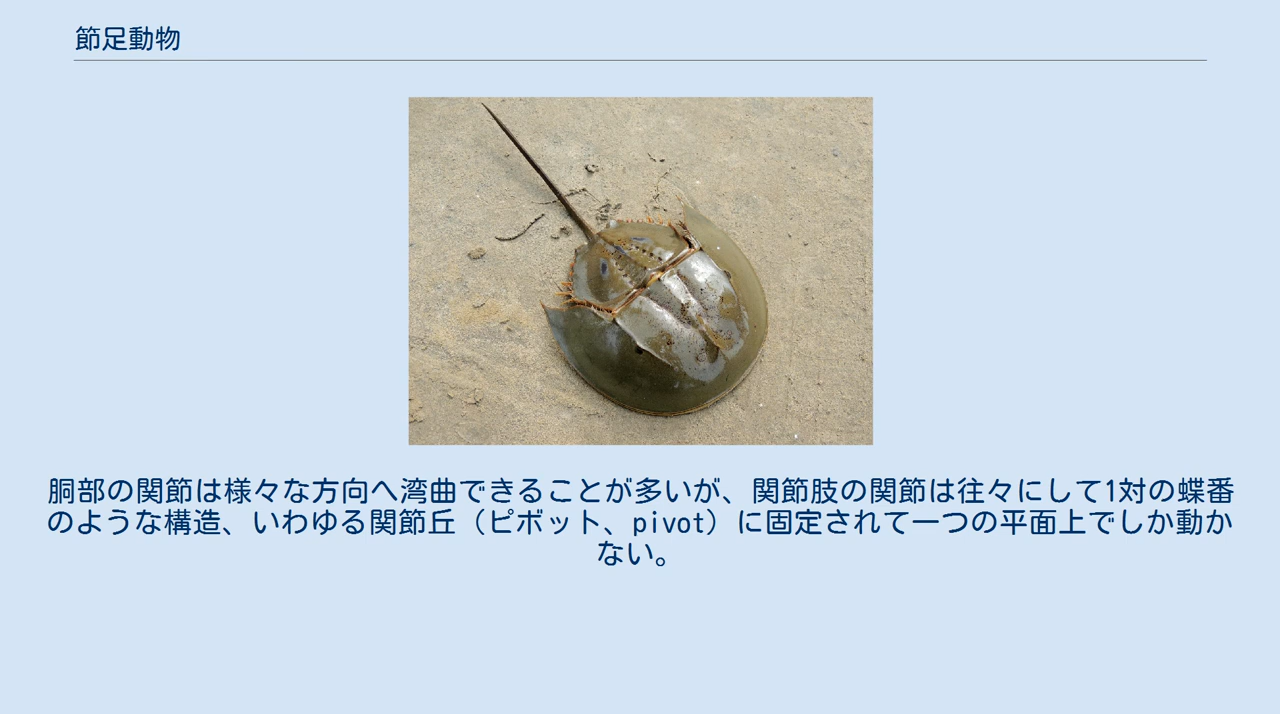 節足動物
胴部の関節は様々な方向へ湾曲できることが多いが、関節肢の関節は往々にして1対の蝶番
のような構造、いわゆる関節丘（ピボット、pivot）に固定されて一つの平面上でしか動か
ない。